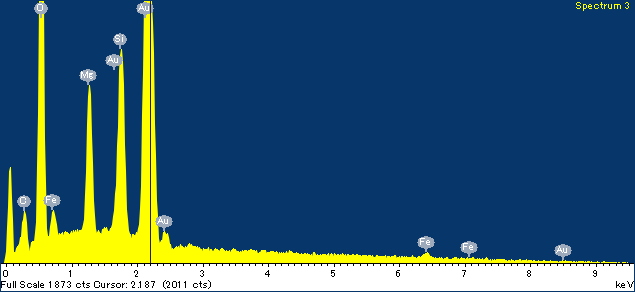 Spectrum 3
O Au
Si
Au
Mg
C Fe
Au
Fe Fe Au
0 1 2 3 4 5 6 7 8 9
Full Scale 1873 cts Cursor: 2.187 (2011 cts) keV